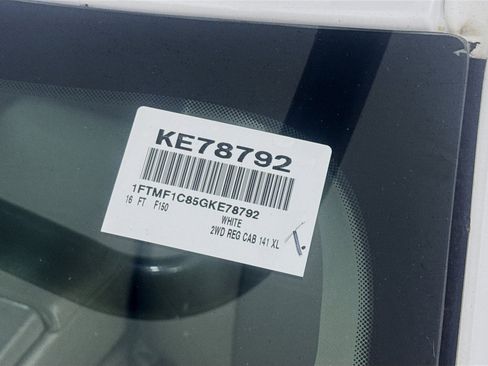 KE78792
1FTMF1C85GKE78792
16 FT F150
WHITE
2WD REG CAB 141 XL